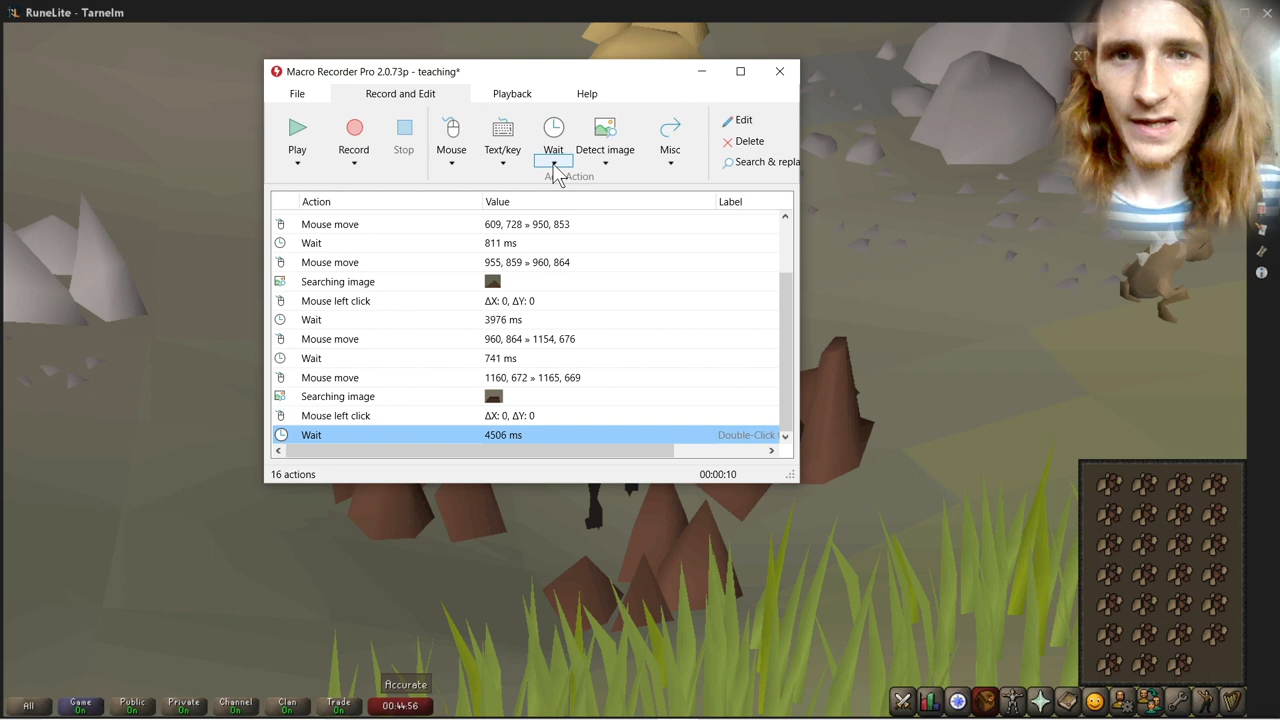 RuneLite - Tarnelm
Macro Recorder Pro 2.0.73p - teaching*
File Record and Edit Playback Help
Play Record Stop Mouse Text/key Wait Detect image Misc
Edit
Delete
Search & repla
Action
Action Value Label
Mouse move 609, 728 » 950, 853
Wait 811 ms
Mouse move 955, 859 » 960, 864
Searching image
Mouse left click ΔX: 0, ΔY: 0
Wait 3976 ms
Mouse move 960, 864 » 1154, 676
Wait 741 ms
Mouse move 1160, 672 » 1165, 669
Searching image
Mouse left click ΔX: 0, ΔY: 0
Wait 4506 ms Double-Click
16 actions 00:00:10
Accurate
All Game On Public On Private On Channel On Clan On Trade On 00:44:56